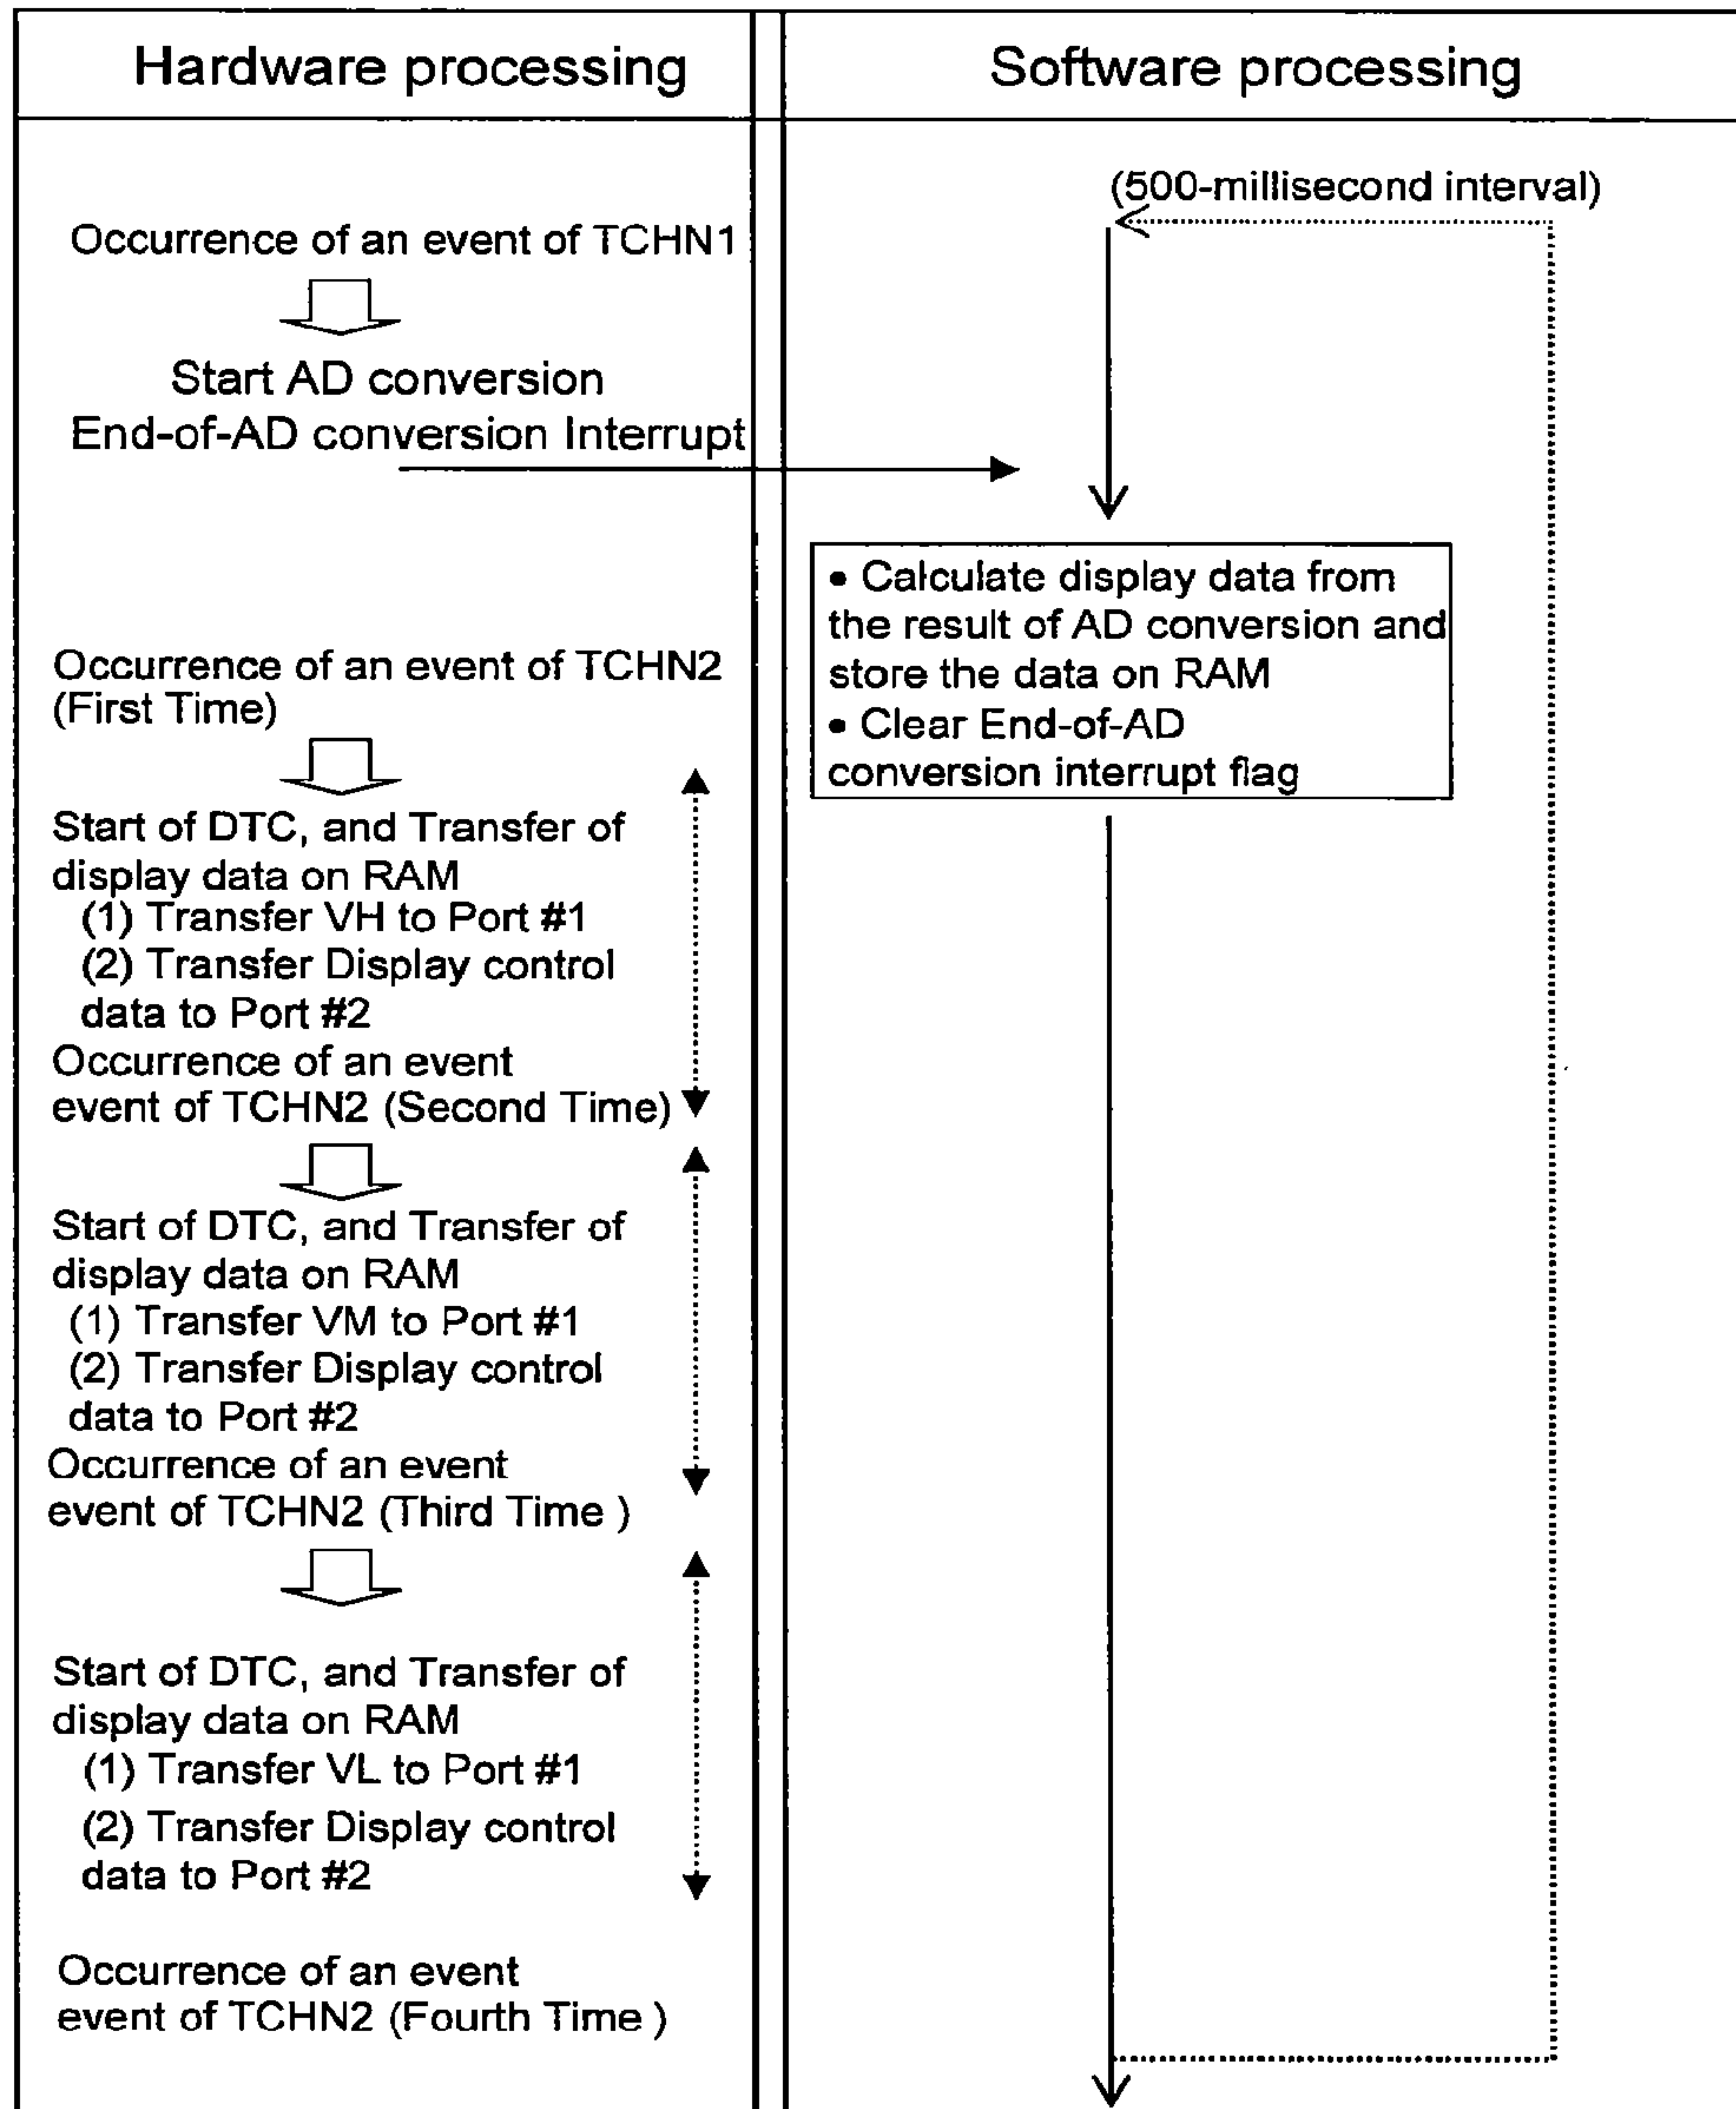 Hardware processing
Software processing
Occurrence of an event of TCHN1
Start AD conversion
End-of-AD conversion Interrupt
Occurrence of an event of TCHN2
(First Time)
Start of DTC, and Transfer of
display data on RAM
(1) Transfer VH to Port #1
(2) Transfer Display control
data to Port #2
Occurrence of an event
event of TCHN2 (Second Time)
Start of DTC, and Transfer of
display data on RAM
(1) Transfer VM to Port #1
(2) Transfer Display control
data to Port #2
Occurrence of an event
event of TCHN2 (Third Time )
Start of DTC, and Transfer of
display data on RAM
(1) Transfer VL to Port #1
(2) Transfer Display control
data to Port #2
Occurrence of an event
event of TCHN2 (Fourth Time )
(500-millisecond interval)
• Calculate display data from
the result of AD conversion and
store the data on RAM
• Clear End-of-AD
conversion interrupt flag